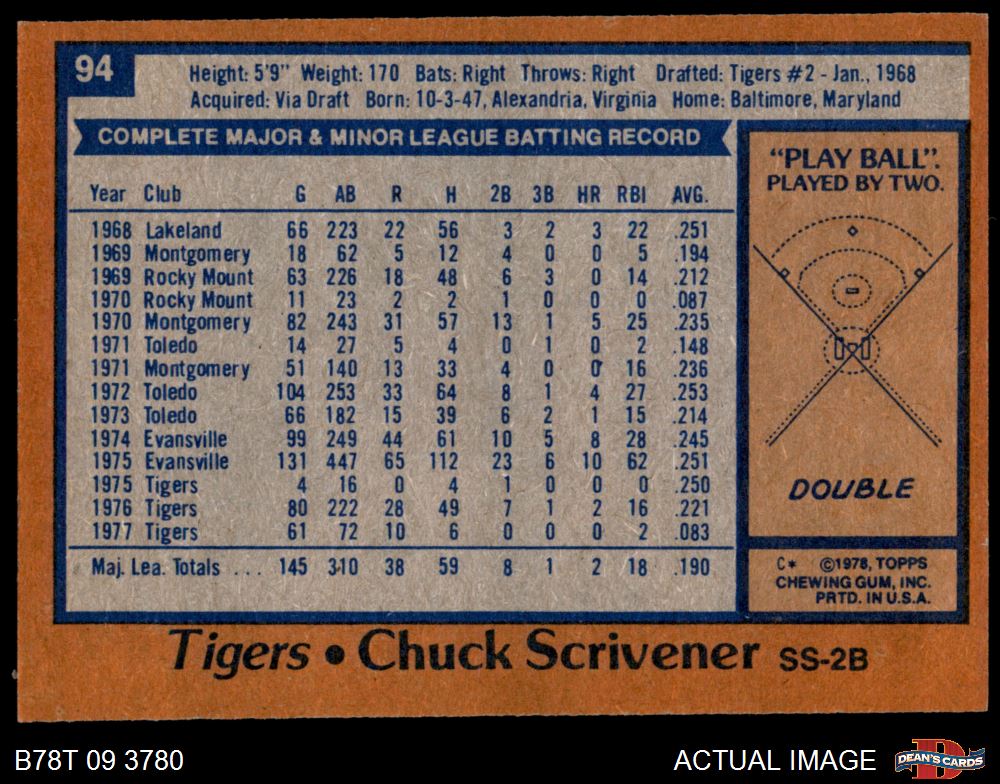 94
Height: 5'9" Weight: 170 Bats: Right Throws: Right Drafted: Tigers #2 - Jan., 1968
Acquired: Via Draft Born: 10-3-47, Alexandria, Virginia Home: Baltimore, Maryland
COMPLETE MAJOR & MINOR LEAGUE BATTING RECORD
Year Club G AB R H 2B 3B HR RBI AVG.
1968 Lakeland 66 223 22 56 3 2 3 22 .251
1969 Montgomery 18 62 5 12 4 0 0 5 .194
1969 Rocky Mount 63 226 18 48 6 3 0 14 .212
1970 Rocky Mount 11 23 2 2 1 0 0 0 .087
1970 Montgomery 82 243 31 57 13 1 5 25 .235
1971 Toledo 14 27 5 4 0 1 0 2 .148
1971 Montgomery 51 140 13 33 4 0 0 16 .236
1972 Toledo 104 253 33 64 8 1 4 27 .253
1973 Toledo 66 182 15 39 6 2 1 15 .214
1974 Evansville 99 249 44 61 10 5 8 28 .245
1975 Evansville 131 447 65 112 23 6 10 62 .251
1975 Tigers 4 16 0 4 1 0 0 0 .250
1976 Tigers 80 222 28 49 7 1 2 16 .221
1977 Tigers 61 72 10 6 0 0 0 2 .083
Maj. Lea. Totals ... 145 310 38 59 8 1 2 18 .190
"PLAY BALL".
PLAYED BY TWO.
DOUBLE
C* ©1978, TOPPS
CHEWING GUM, INC.
PRTD. IN U.S.A.
Tigers • Chuck Scrivener SS-2B
B78T 09 3780
ACTUAL IMAGE
DEAN'S CARDS